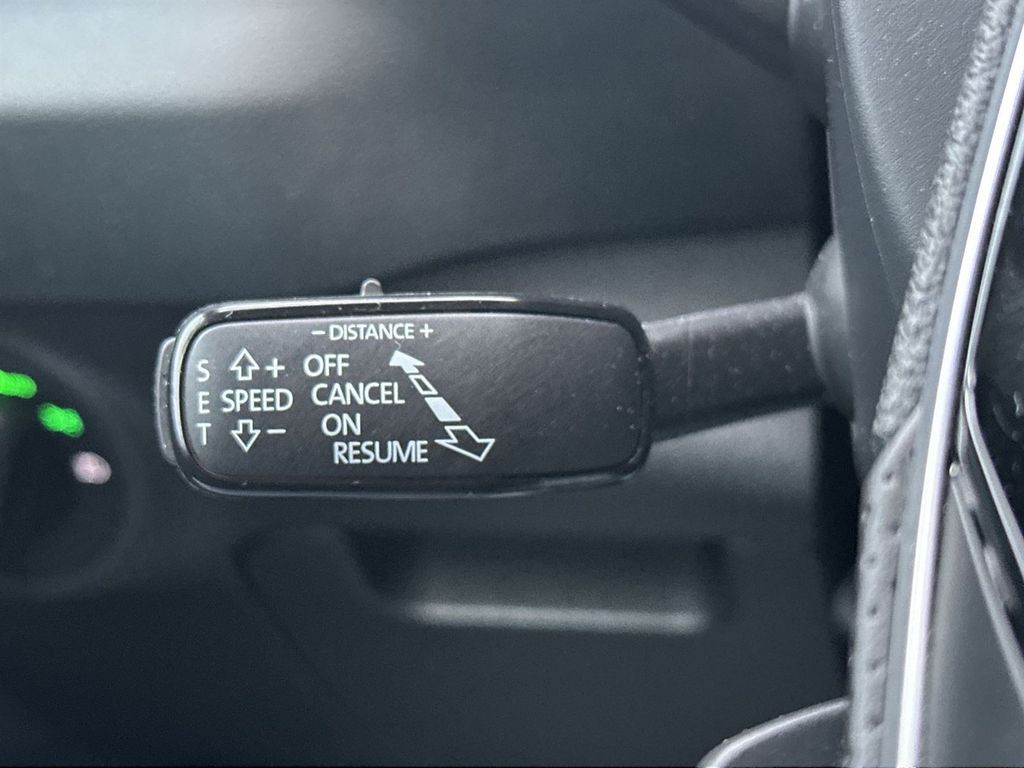 – DISTANCE +
S + OFF
E SPEED CANCEL
T – ON
RESUME